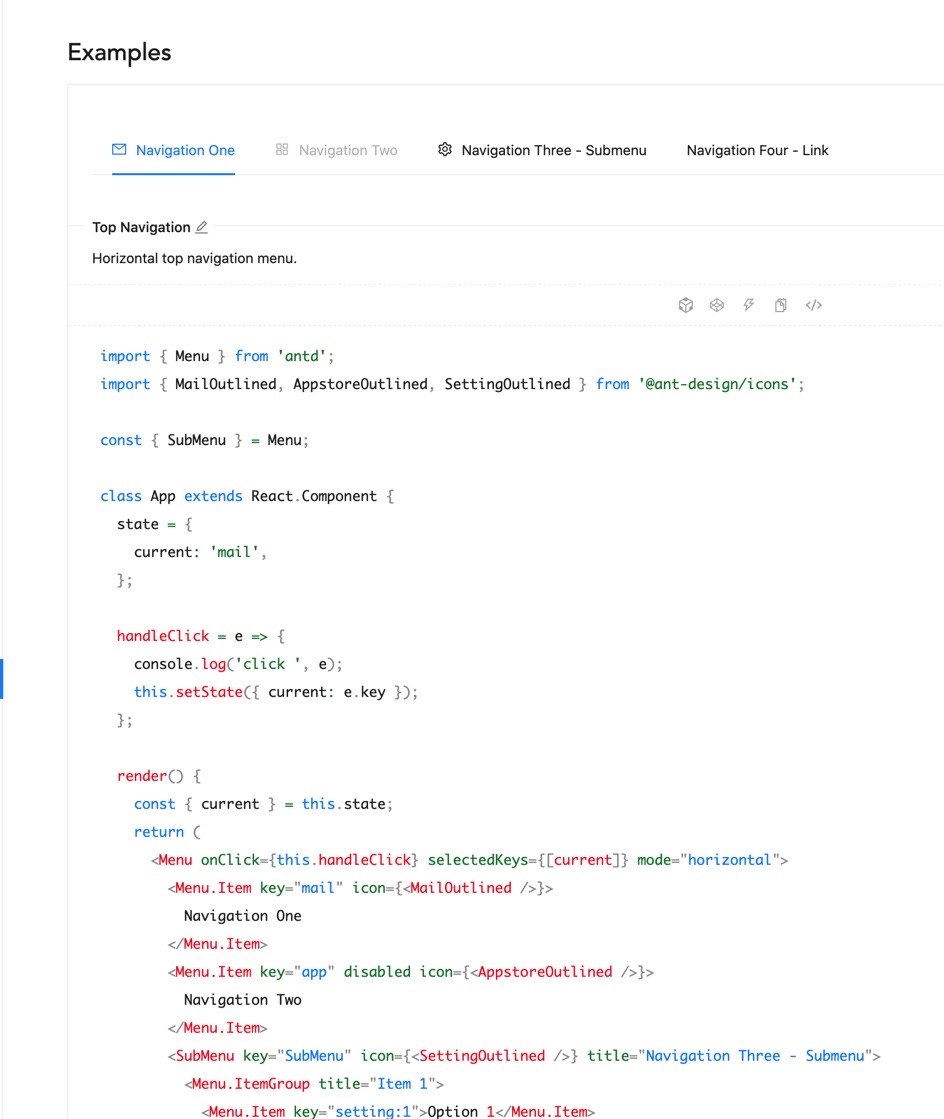 Examples
Navigation One Navigation Two Navigation Three - Submenu Navigation Four - Link
Top Navigation
Horizontal top navigation menu.
</>
import { Menu } from 'antd';
import { MailOutlined, AppstoreOutlined, SettingOutlined } from '@ant-design/icons';
const { SubMenu } = Menu;
class App extends React.Component {
  state = {
    current: 'mail',
  };
  handleClick = e => {
    console.log('click ', e);
    this.setState({ current: e.key });
  };
  render() {
    const { current } = this.state;
    return (
      <Menu onClick={this.handleClick} selectedKeys={[current]} mode="horizontal">
        <Menu.Item key="mail" icon={<MailOutlined />}>
          Navigation One
        </Menu.Item>
        <Menu.Item key="app" disabled icon={<AppstoreOutlined />}>
          Navigation Two
        </Menu.Item>
        <SubMenu key="SubMenu" icon={<SettingOutlined />} title="Navigation Three - Submenu">
          <Menu.ItemGroup title="Item 1">
            <Menu.Item key="setting:1">Option 1</Menu.Item>